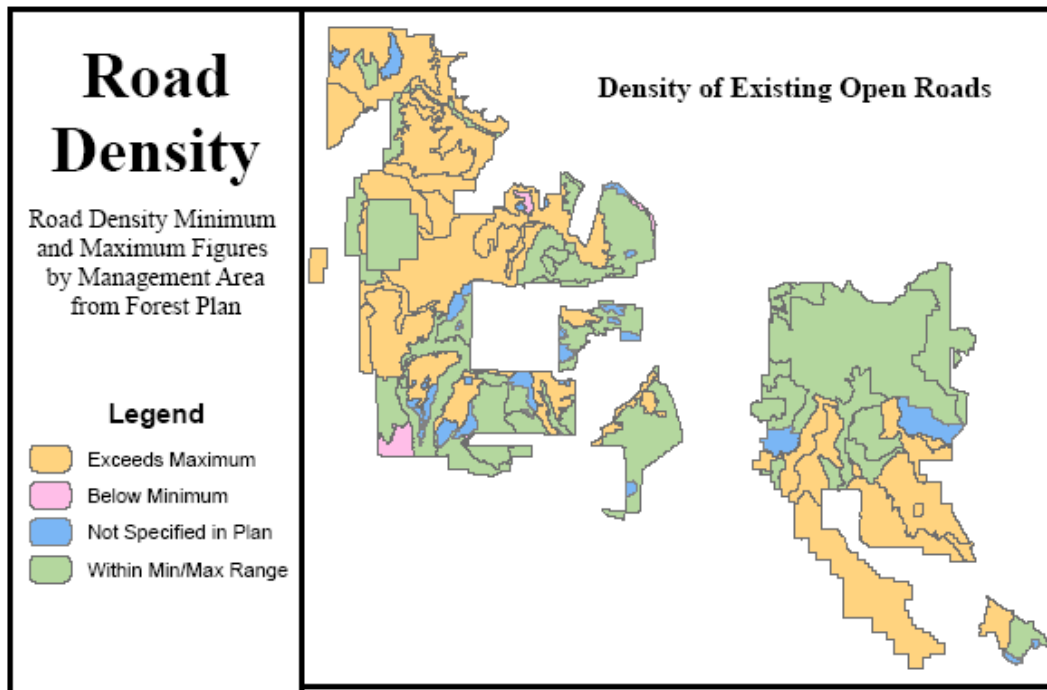 Road
Density
Road Density Minimum
and Maximum Figures
by Management Area
from Forest Plan
Legend
Exceeds Maximum
Below Minimum
Not Specified in Plan
Within Min/Max Range
Density of Existing Open Roads